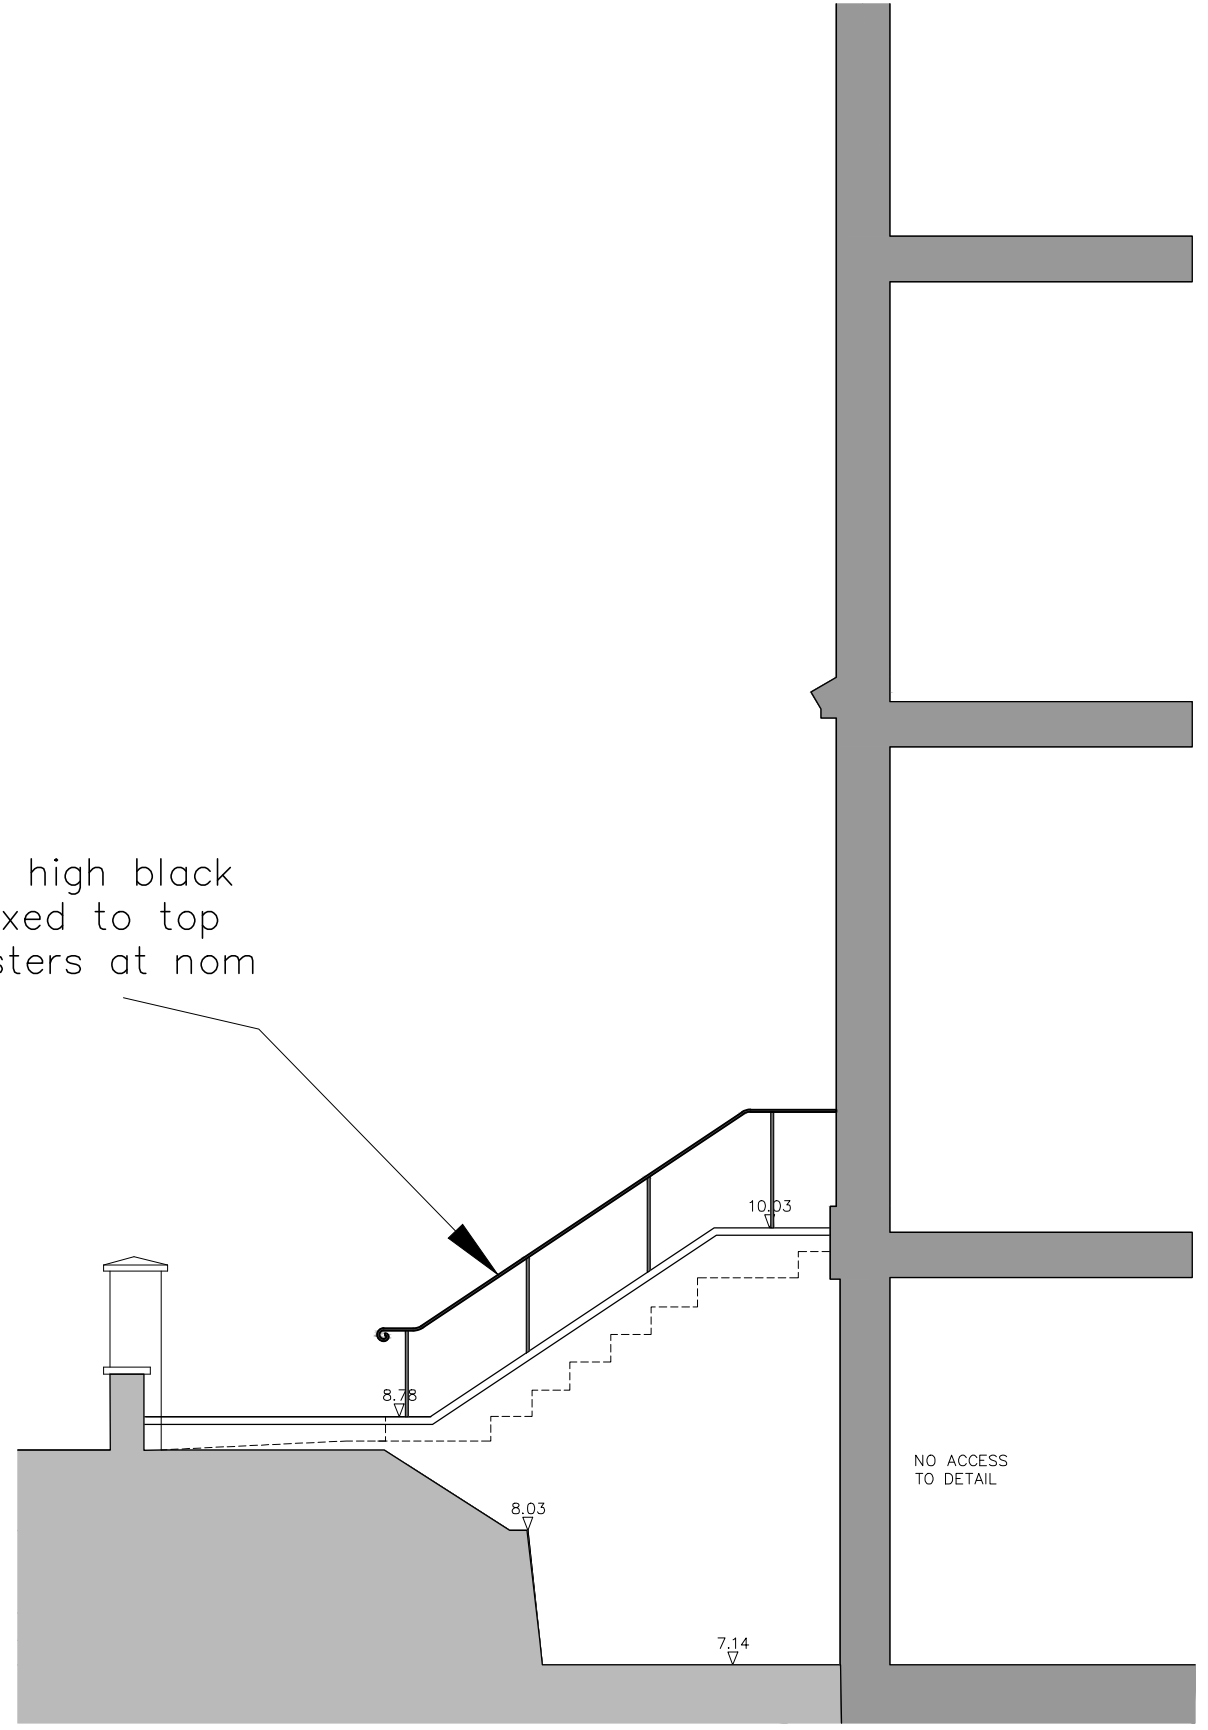 high black
xed to top
sters at nom
10.03
8.78
8.03
NO ACCESS
TO DETAIL
7.14